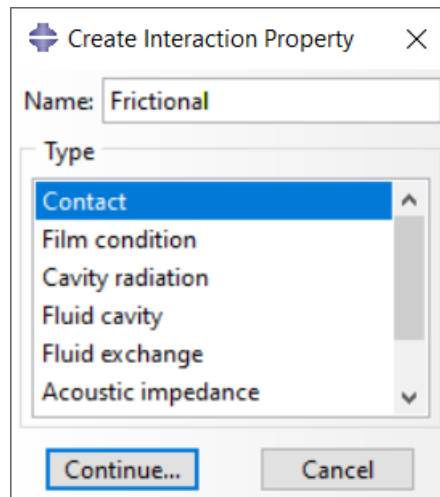 Create Interaction Property
Name: Frictional
Type
Contact
Film condition
Cavity radiation
Fluid cavity
Fluid exchange
Acoustic impedance
Continue... Cancel